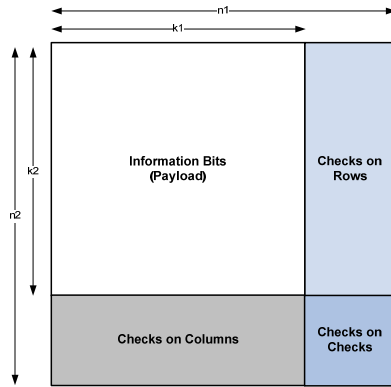 n1
k1
k2
n2
Information Bits
(Payload)
Checks on
Rows
Checks on Columns
Checks on
Checks